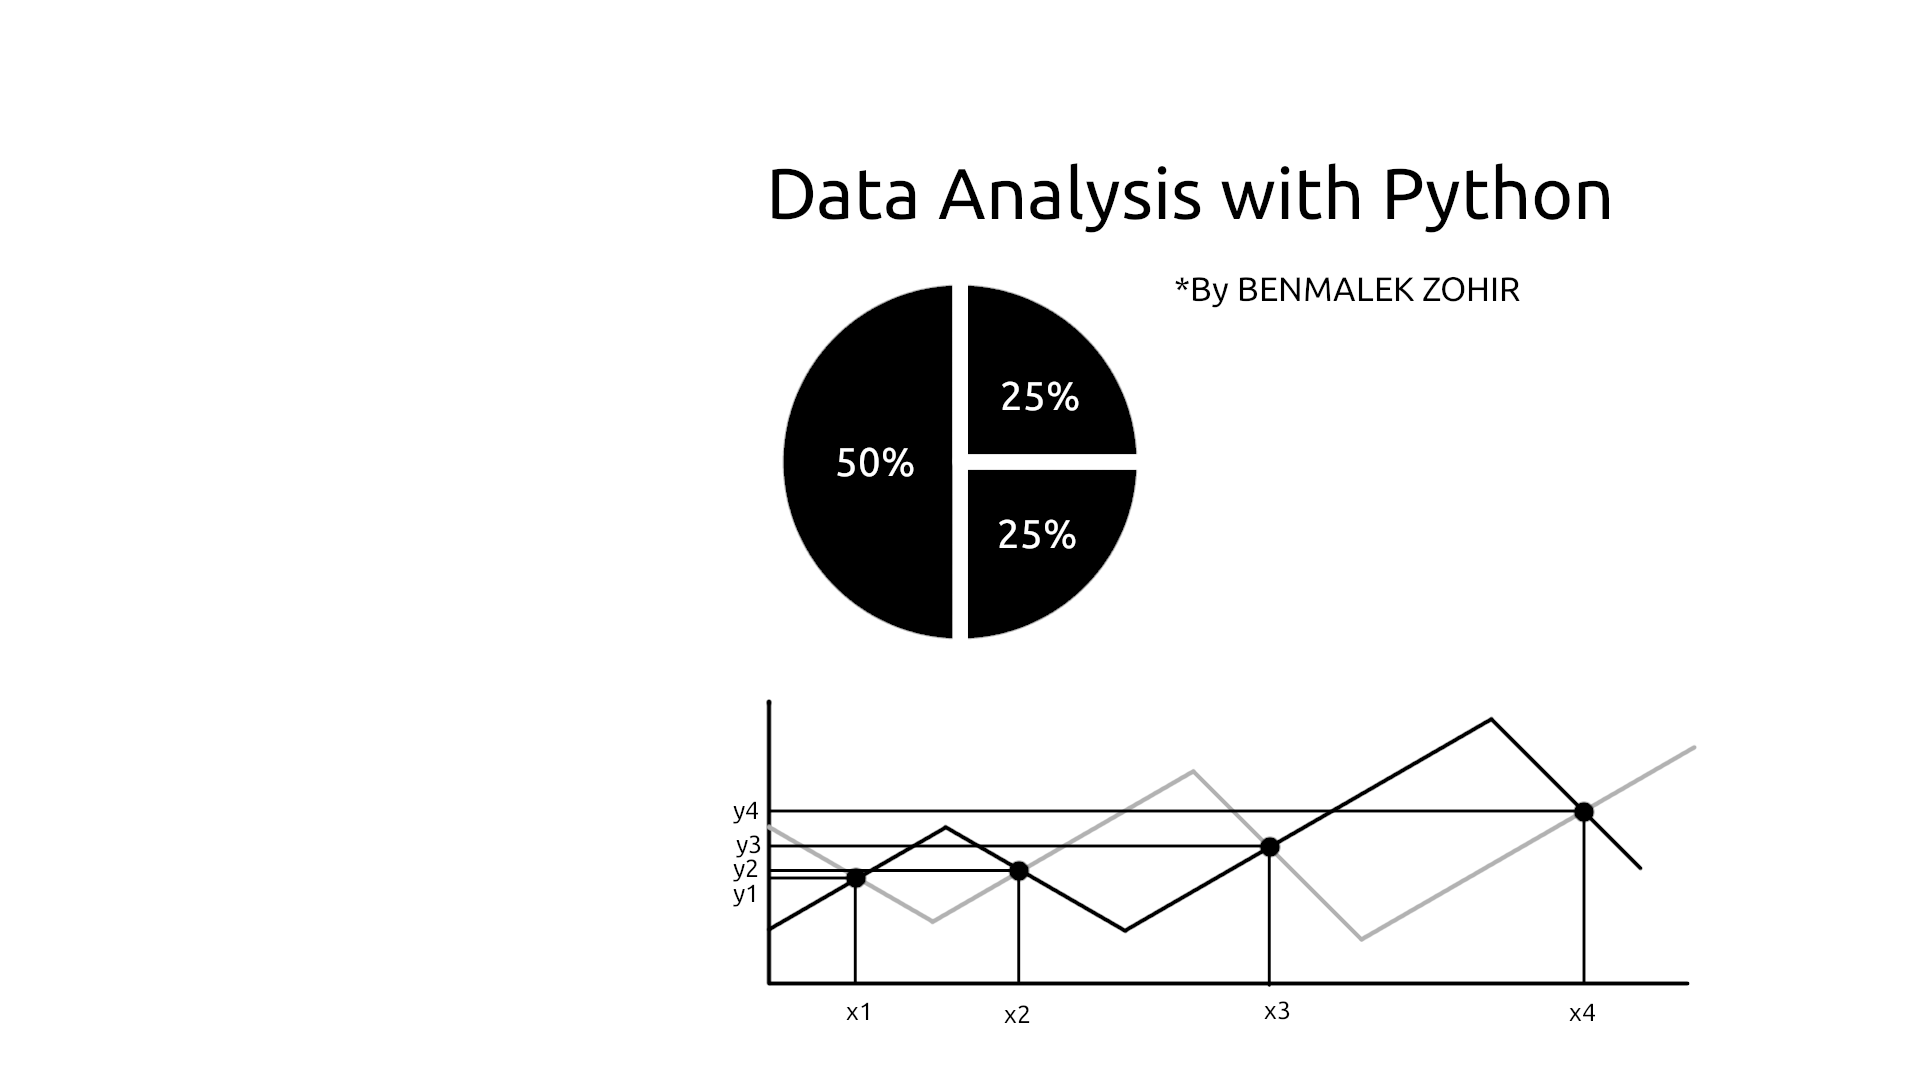 Data Analysis with Python
*By BENMALEK ZOHIR
25%
50%
25%
y4
y3
y2
y1
x1
x2
x3
x4